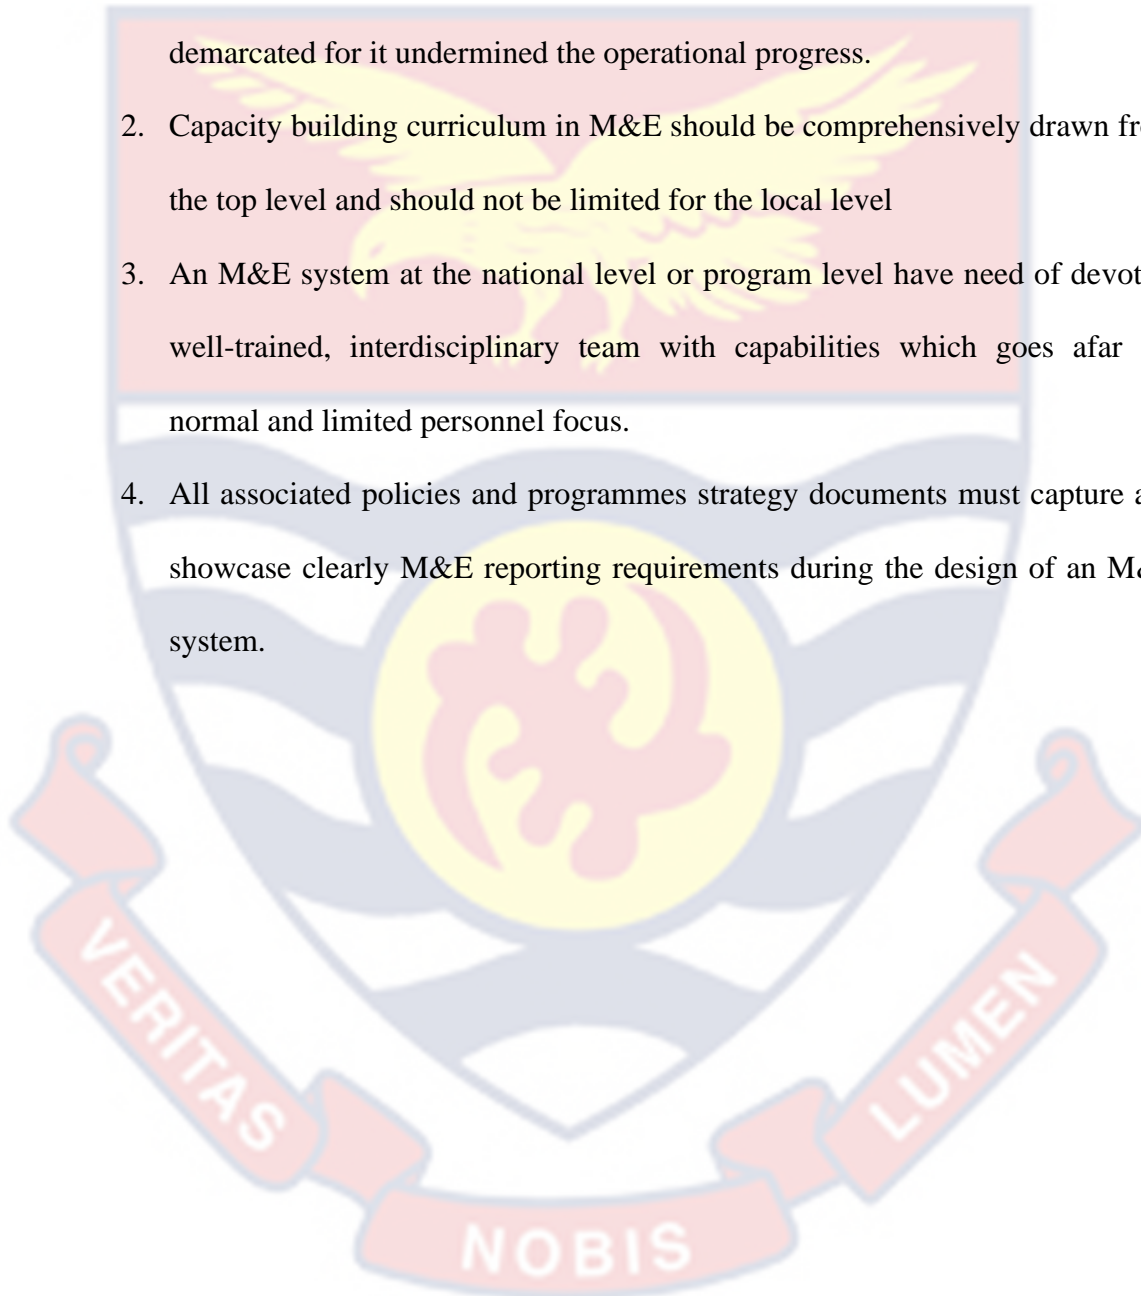 demarcated for it undermined the operational progress.
2. Capacity building curriculum in M&E should be comprehensively drawn
the top level and should not be limited for the local level
3. An M&E system at the national level or program level have need of
well-trained, interdisciplinary team with capabilities which goes afar
normal and limited personnel focus.
4. All associated policies and programmes strategy documents must capture
showcase clearly M&E reporting requirements during the design of an
system.
VERITAS
NOBIS
LUMEN